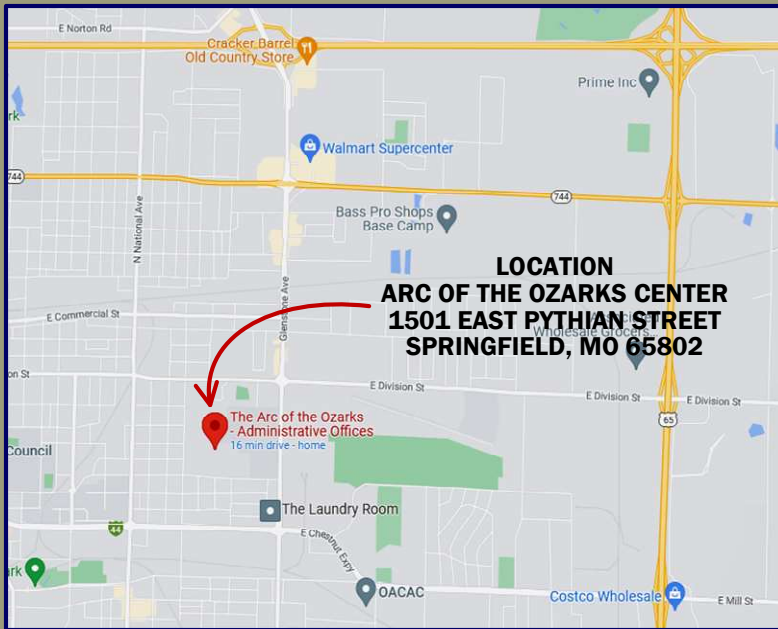 E Norton Rd
Cracker Barrel
Old Country Store
Prime Inc
rk
Walmart Supercenter
744
744
Bass Pro Shops
Base Camp
N National Ave
Glenstone Ave
LOCATION
ARC OF THE OZARKS CENTER
1501 EAST PYTHIAN STREET
SPRINGFIELD, MO 65802
E Commercial St
Wholesale Grocers...
on St
E Division St
E Division St
E Division St
65
The Arc of the Ozarks
- Administrative Offices
16 min drive - home
Council
The Laundry Room
44
E Chestnut Expy
ark
OACAC
Costco Wholesale
E Mill St